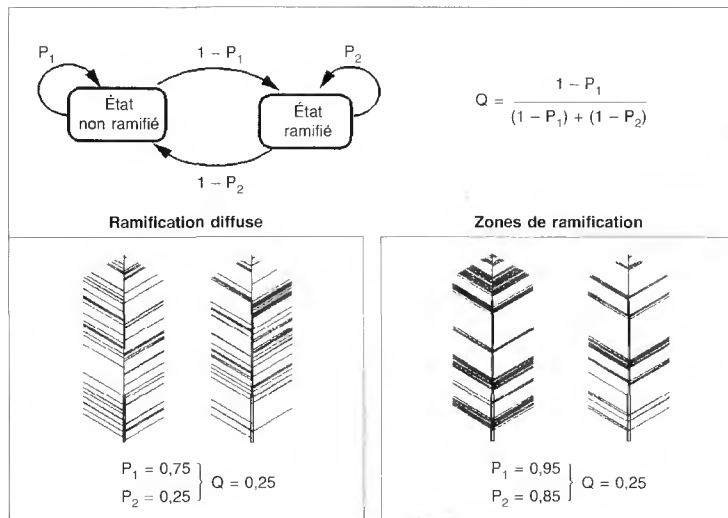 P₁
1 – P₁
P₂
État
non ramifié
État
ramifié
1 – P₂
Q = 1 – P₁ / (1 – P₁) + (1 – P₂)
Ramification diffuse
Zones de ramification
P₁ = 0,75
P₂ = 0,25
} Q = 0,25
P₁ = 0,95
P₂ = 0,85
} Q = 0,25